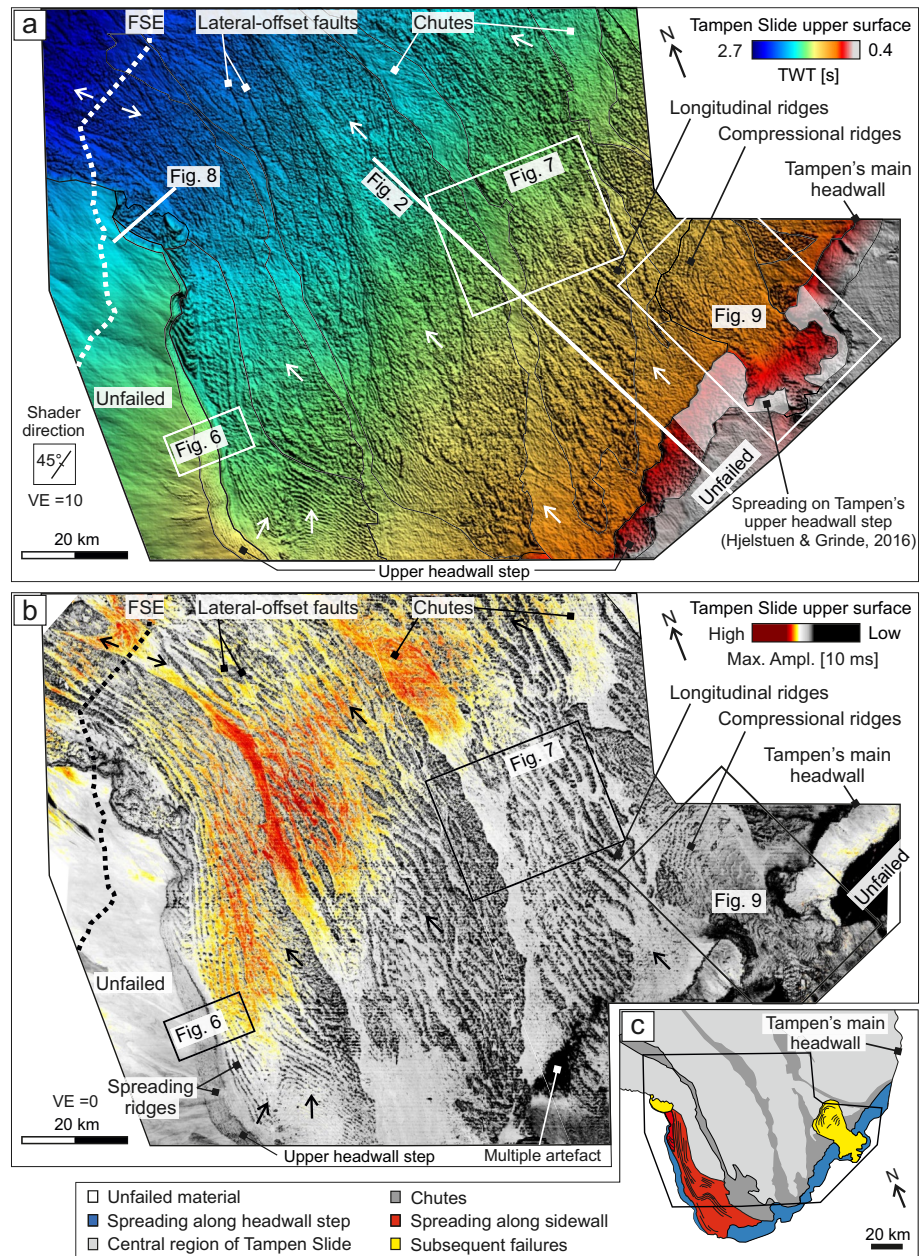 a
FSE
Lateral-offset faults
Chutes
N
Tampen Slide upper surface
2.7
0.4
TWT [s]
Longitudinal ridges
Compressional ridges
Tampen's main
headwall
Fig. 8
Fig. 2
Fig. 7
Fig. 9
Unfailed
Shader
direction
45°
VE =10
Fig. 6
Unfailed
20 km
Spreading on Tampen's
upper headwall step
(Hjelstuen & Grinde, 2016)
Upper headwall step
b
FSE
Lateral-offset faults
Chutes
N
Tampen Slide upper surface
High
Low
Max. Ampl. [10 ms]
Longitudinal ridges
Compressional ridges
Tampen's main
headwall
Fig. 7
Unfailed
Fig. 9
Unfailed
Fig. 6
Spreading
ridges
VE =0
20 km
Upper headwall step
Multiple artefact
c
Tampen's main
headwall
N
20 km
Unfailed material
Spreading along headwall step
Central region of Tampen Slide
Chutes
Spreading along sidewall
Subsequent failures